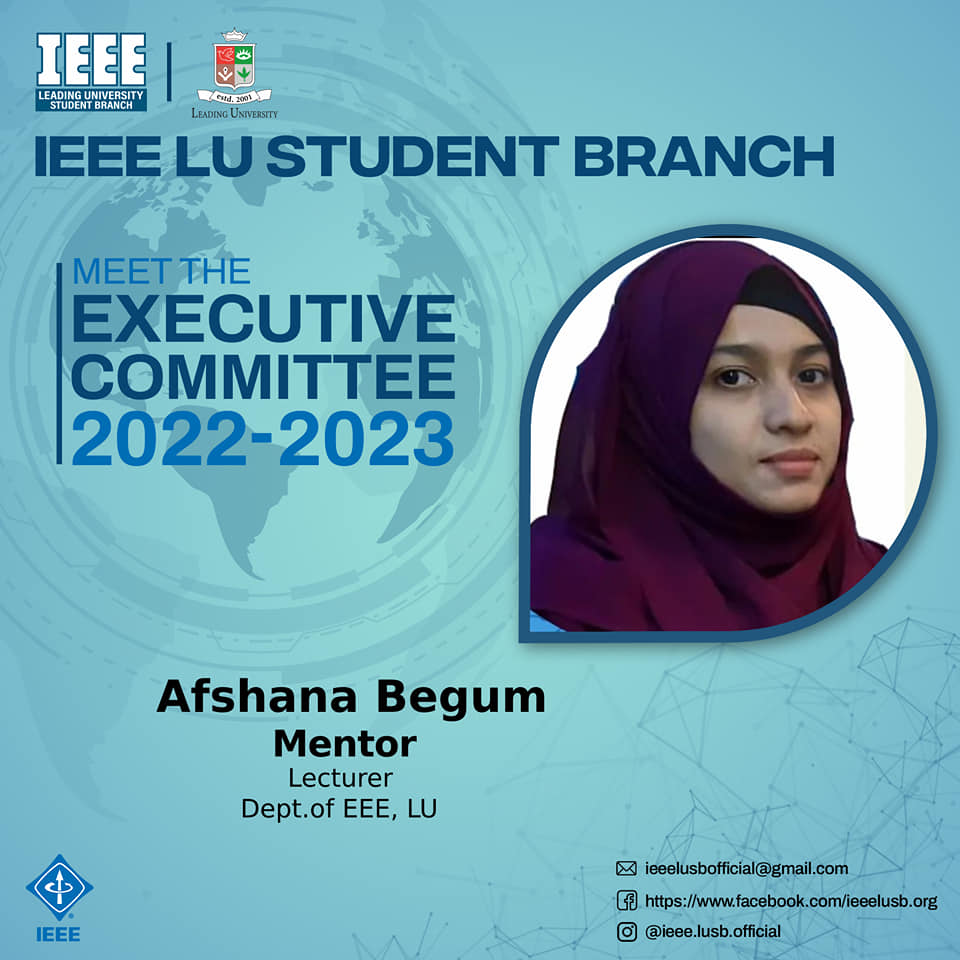 IEEE
LEADING UNIVERSITY
STUDENT BRANCH
estd. 2001
LEADING UNIVERSITY
IEEE LU STUDENT BRANCH
MEET THE
EXECUTIVE
COMMITTEE
2022-2023
Afshana Begum
Mentor
Lecturer
Dept.of EEE, LU
IEEE
ieeelusbofficial@gmail.com
https://www.facebook.com/ieeelusb.org
@ieee.lusb.official